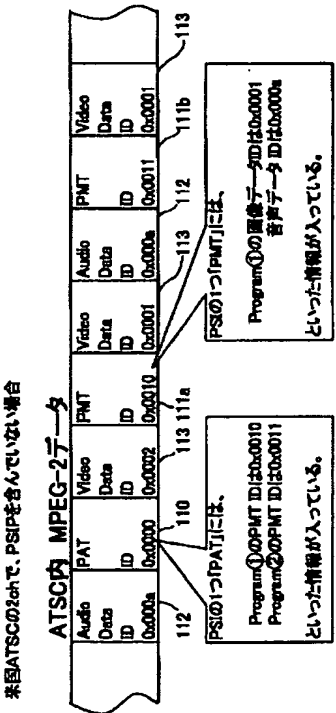 米国ATSCの2chで、PSIPを含んでいない場合
ATSC内 MPEG-2データ
Audio
Data
ID
0x000a
112
PAT
ID
0x0000
110
Video
Data
ID
0x0002
113
PMT
ID
0x0010
111a
Video
Data
ID
0x0001
113
Audio
Data
ID
0x000a
112
PMT
ID
0x0011
111b
Video
Data
ID
0x0001
113
PSIの1つ「PAT」には、
Program①のPMT IDは0x0010
Program②のPMT IDは0x0011
といった情報が入っている。
PSIの1つ「PMT」には、
Program①の画像データIDは0x0001
音声データ IDは0x000a
といった情報が入っている。